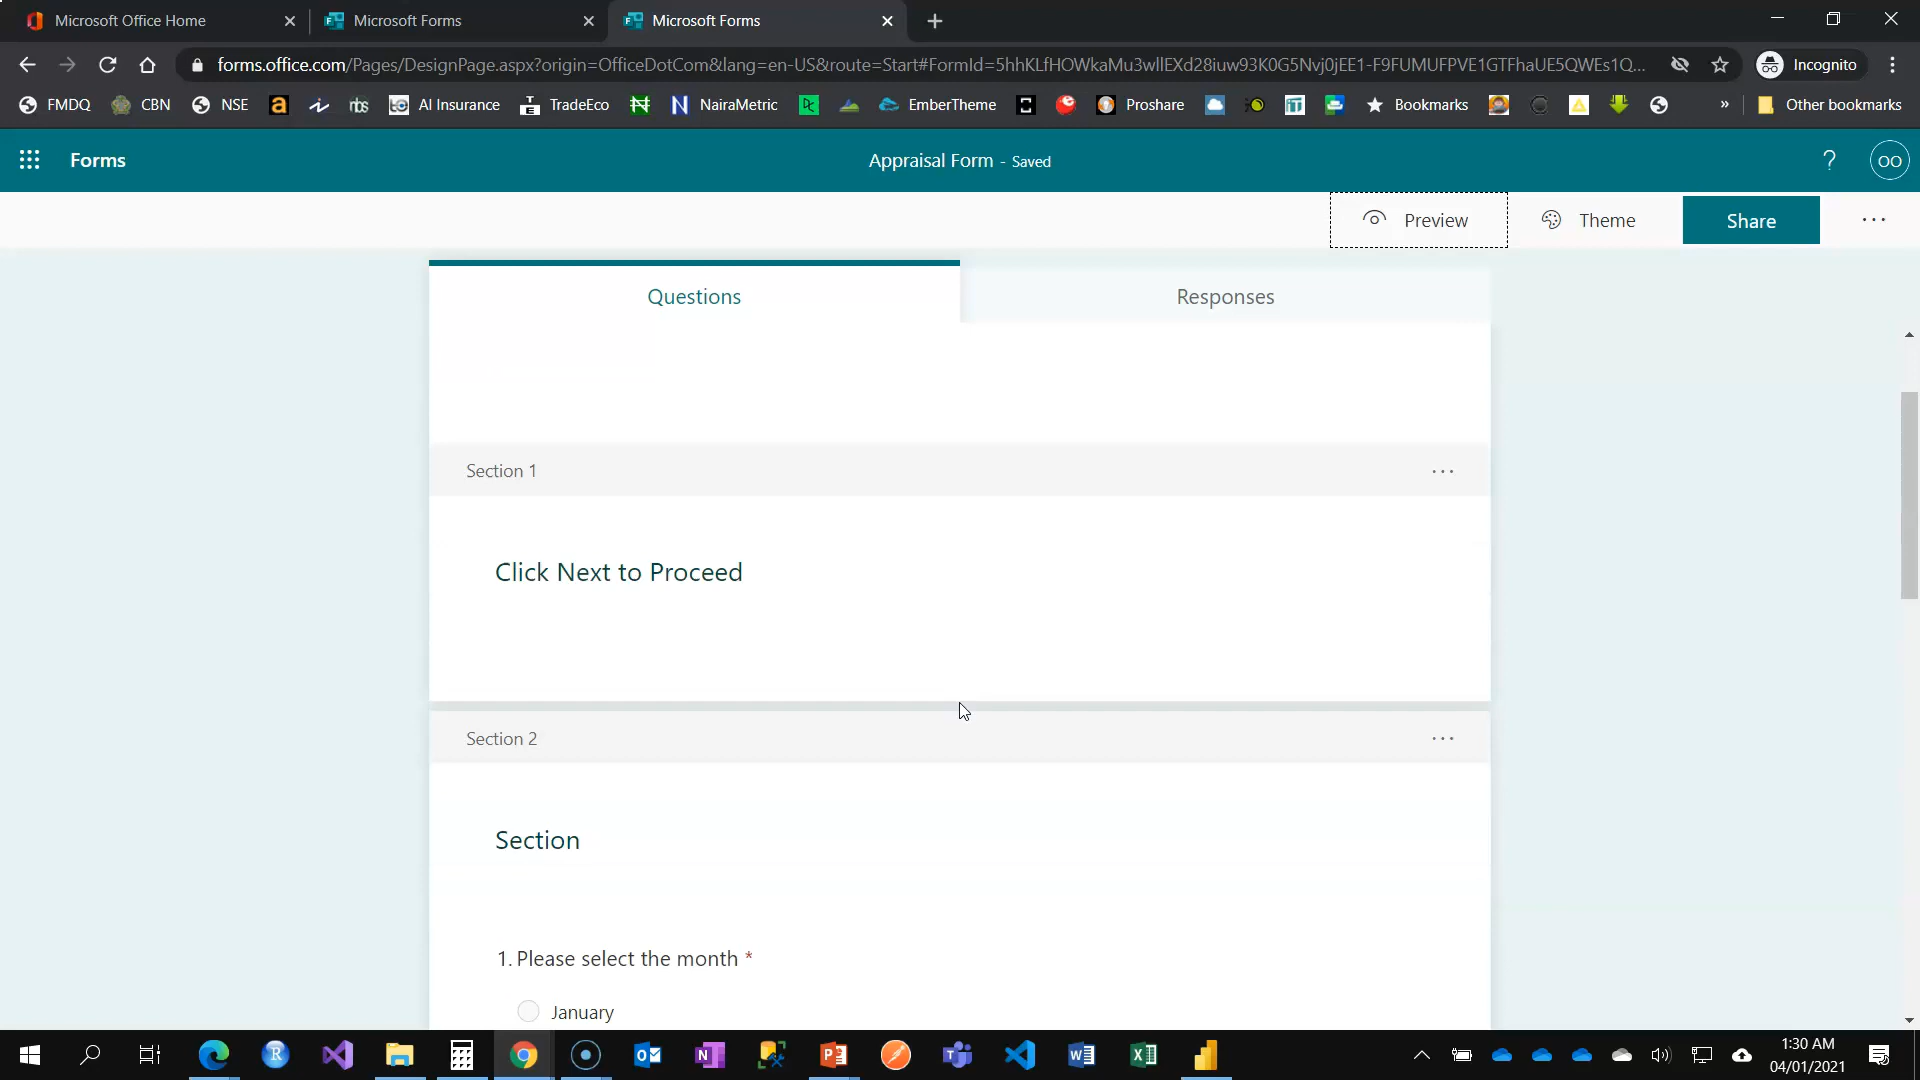 Microsoft Office Home
Microsoft Forms
Microsoft Forms
forms.office.com/Pages/DesignPage.aspx?origin=OfficeDotCom&lang=en-US&route=Start#FormId=5hhKLfHOWkaMu3wllEXd28iuw93K0G5Nvj0jEE1-F9FUMUFPVE1GTFhaUE5QWEs1Q...
Incognito
FMDQ
CBN
NSE
AI Insurance
TradeEco
NairaMetric
EmberTheme
Proshare
Bookmarks
Other bookmarks
Forms
Appraisal Form - Saved
?
OO
Preview
Theme
Share
Questions
Responses
Section 1
Click Next to Proceed
Section 2
Section
1. Please select the month *
January
1:30 AM
04/01/2021